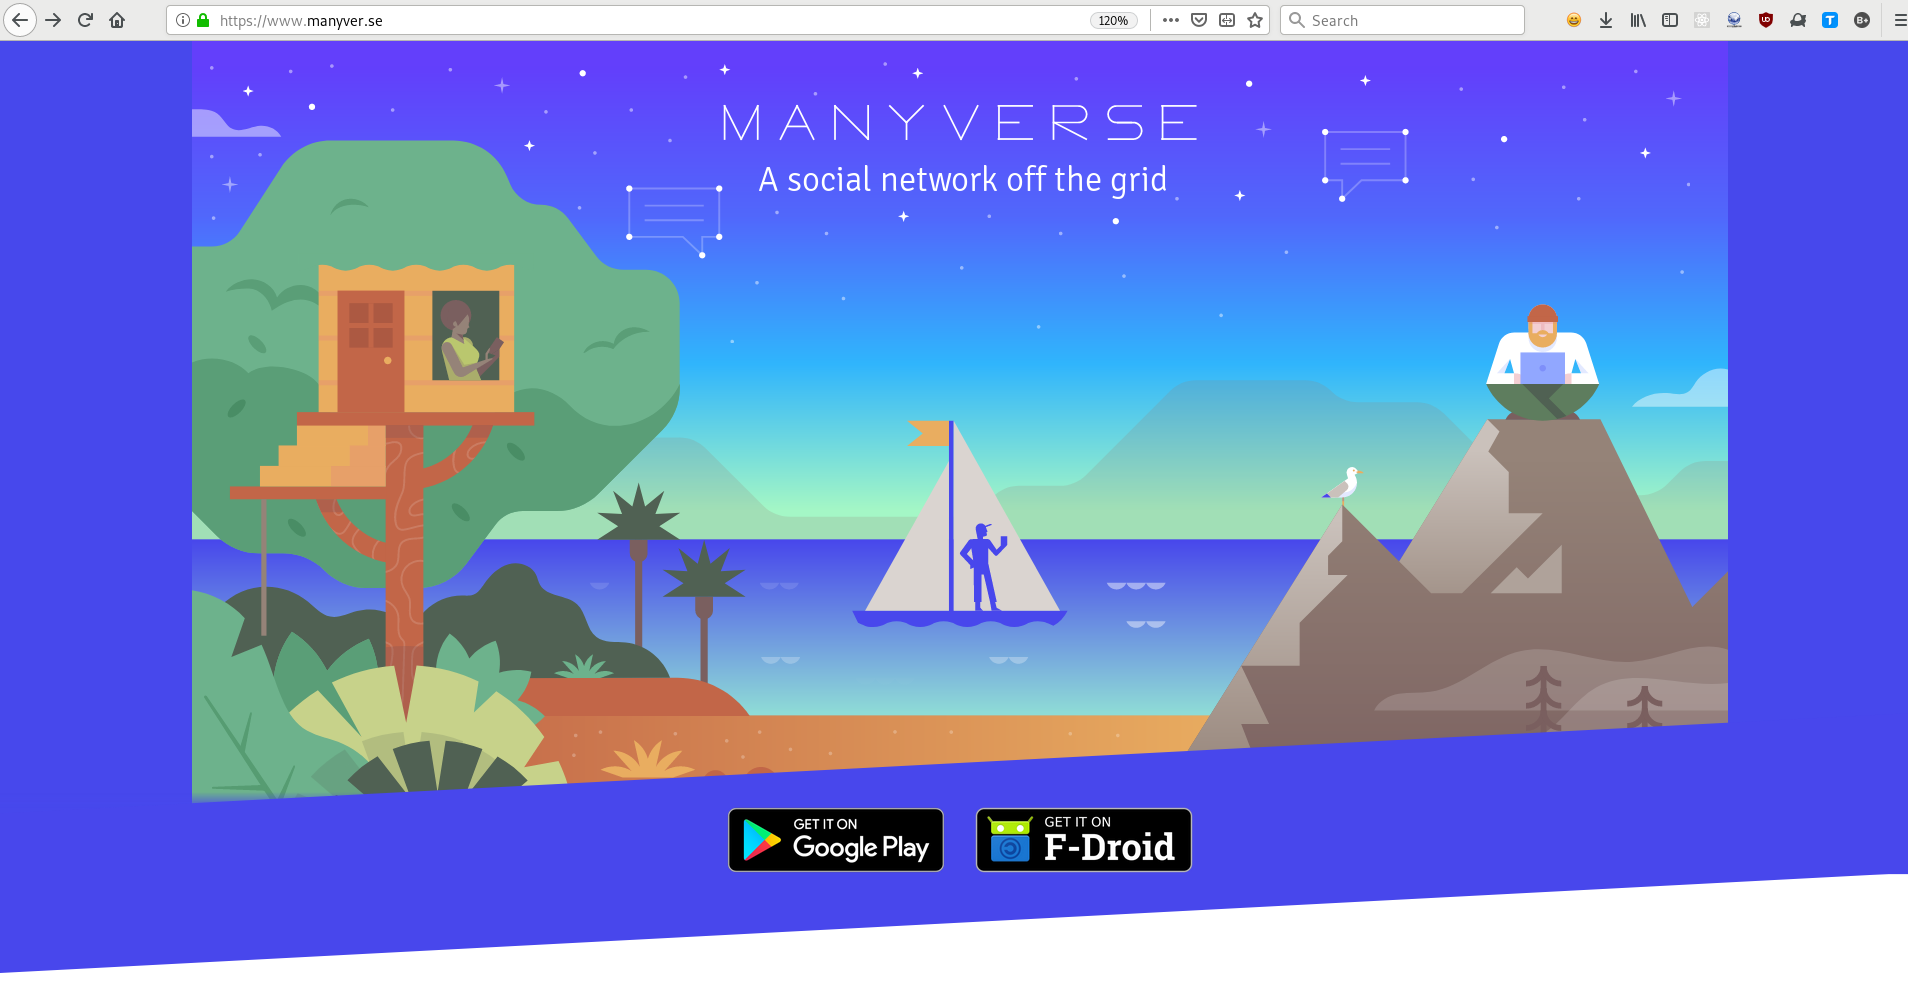 https://www.manyver.se
120%
Search
MANYVERSE
A social network off the grid
GET IT ON
Google Play
GET IT ON
F-Droid